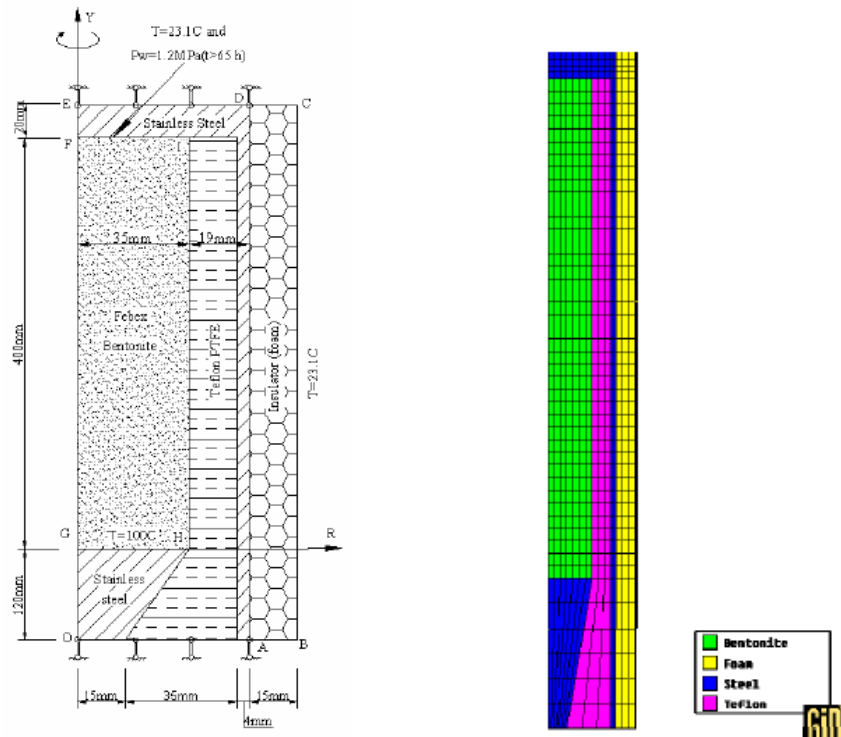 Y
T=23.1C and
Pw=1.2MPa(t>65 h)
E
D
C
20mm
Stainless Steel
F
I
35mm
19mm
Febex
Bentonite
400mm
Teflon PTFE
Insulator (foam)
T=23.1C
G
T=100C
H
R
Stainless
steel
120mm
O
A
B
15mm
35mm
15mm
4mm
Bentonite
Foam
Steel
Teflon
GiD